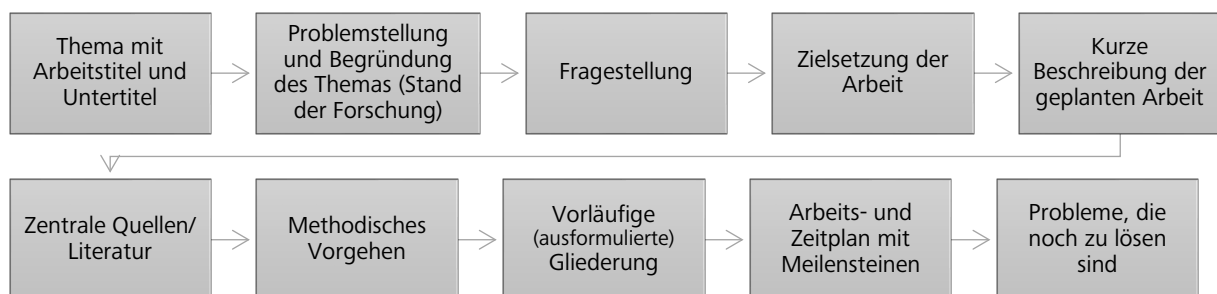 Thema mit
Arbeitstitel und
Untertitel
Problemstellung
und Begründung
des Themas (Stand
der Forschung)
Fragestellung
Zielsetzung der
Arbeit
Kurze
Beschreibung der
geplanten Arbeit
Zentrale Quellen/
Literatur
Methodisches
Vorgehen
Vorläufige
(ausformulierte)
Gliederung
Arbeits- und
Zeitplan mit
Meilensteinen
Probleme, die
noch zu lösen
sind